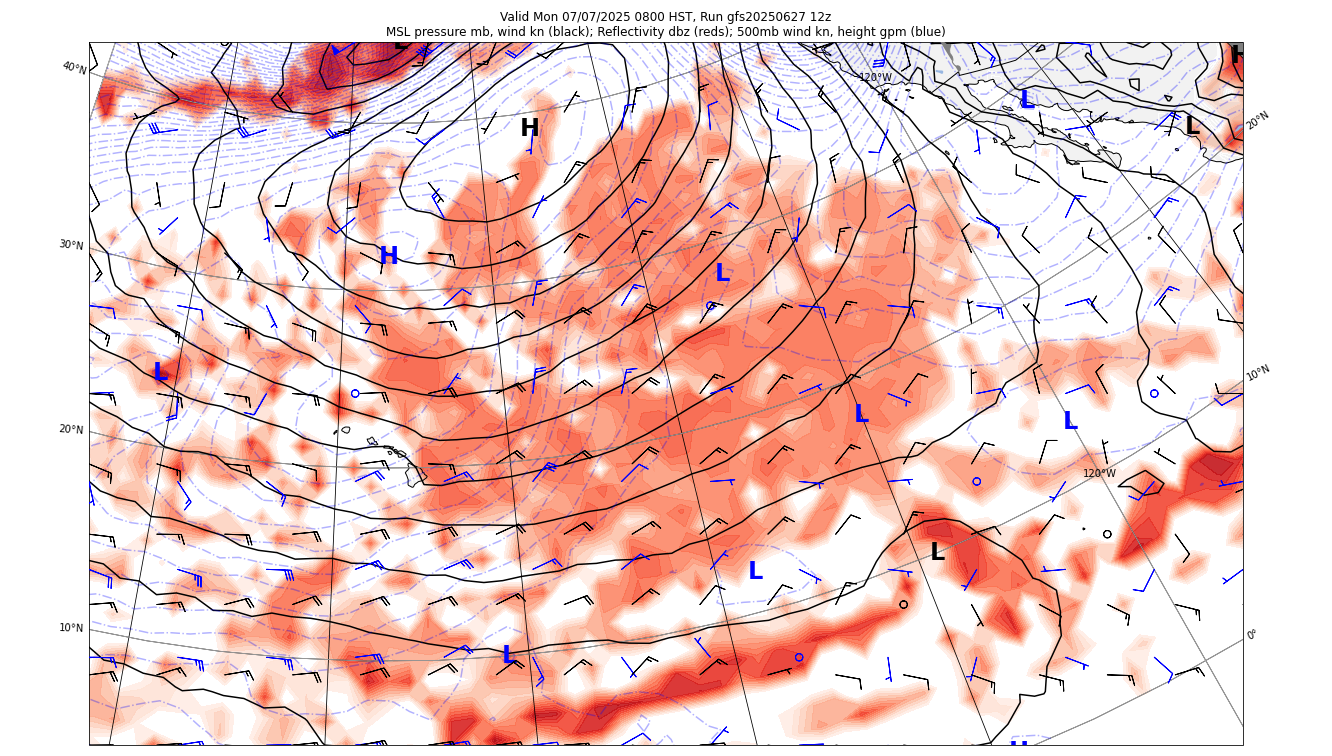 Valid Mon 07/07/2025 0800 HST, Run gfs20250627 12z
MSL pressure mb, wind kn (black); Reflectivity dbz (reds); 500mb wind kn, height gpm (blue)
L
H
40°N
120°W
L
H
L
20°N
30°N
H
L
L
10°N
L
L
20°N
120°W
L
L
10°N
0°
L
H